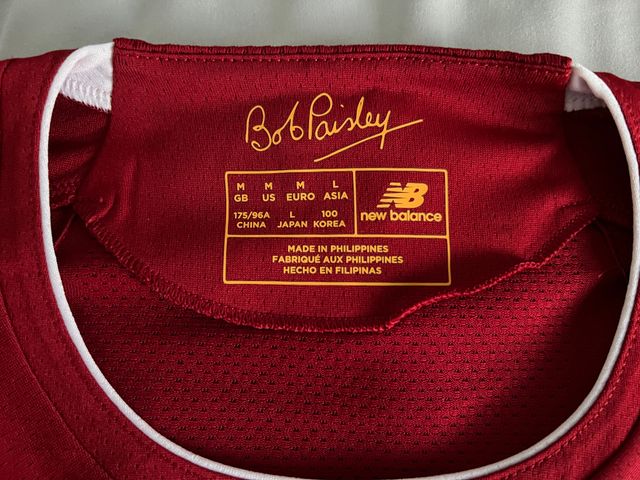 Bob Paisley
M M M L
GB US EURO ASIA
175/96A L 100
CHINA JAPAN KOREA
NB
new balance
MADE IN PHILIPPINES
FABRIQUÉ AUX PHILIPPINES
HECHO EN FILIPINAS